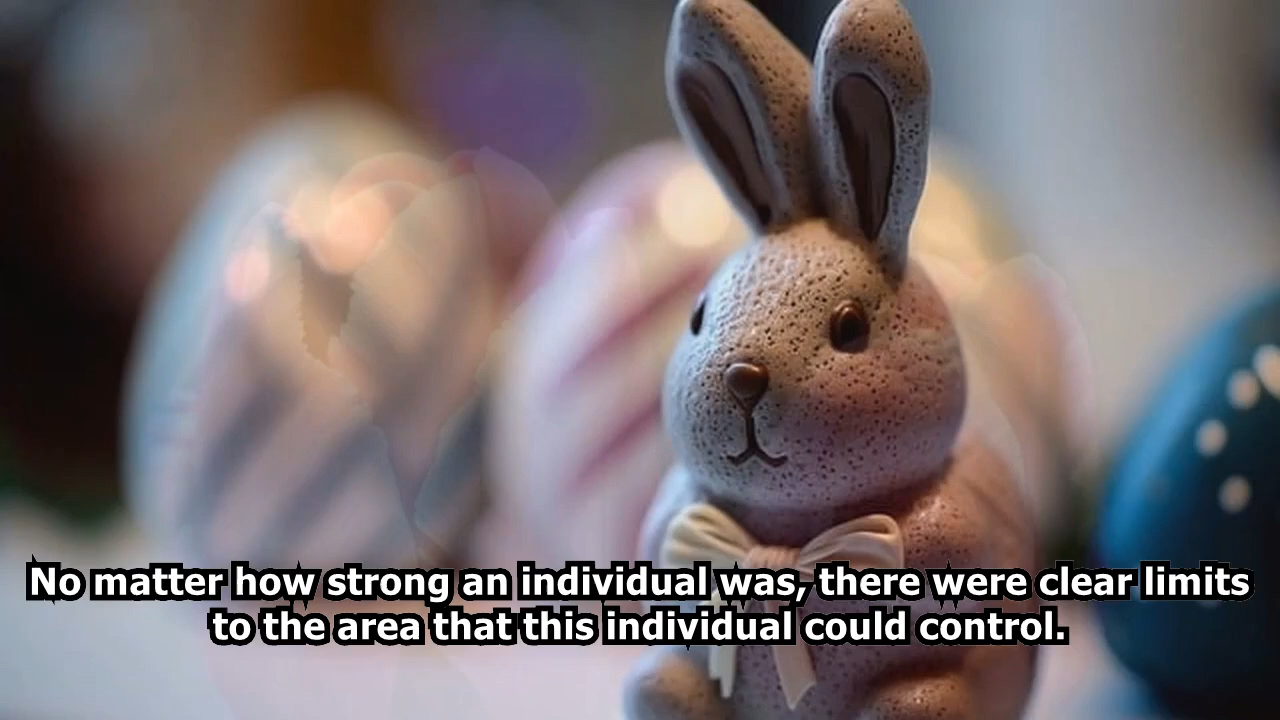 No matter how strong an individual was, there were clear limits
to the area that this individual could control.